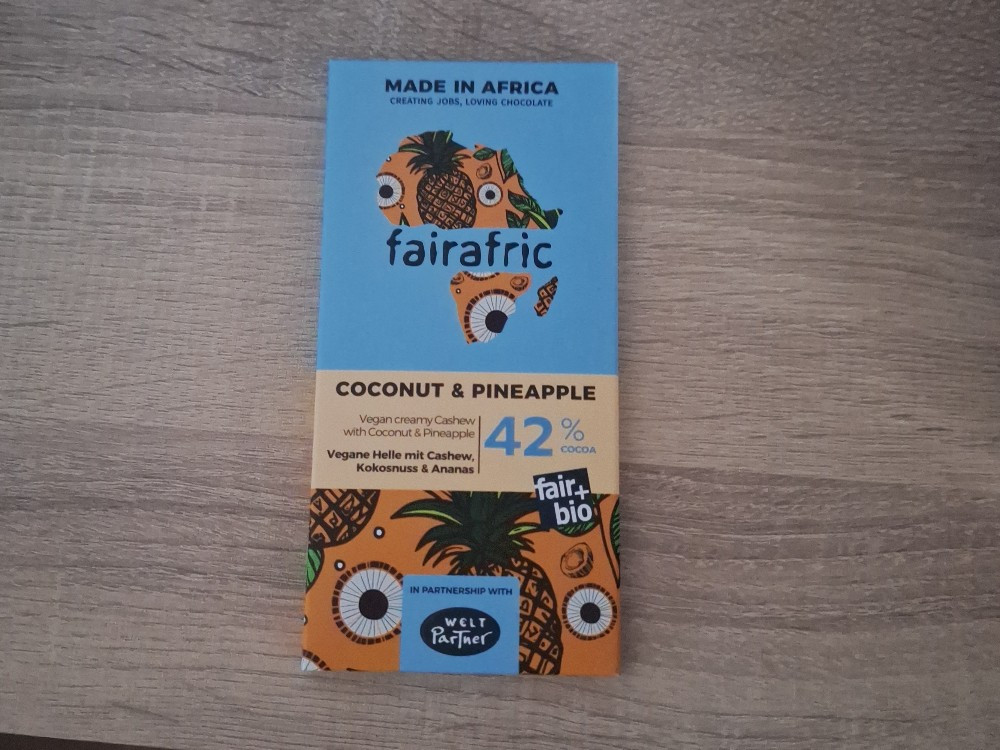 MADE IN AFRICA
CREATING JOBS, LOVING CHOCOLATE
fairafric
COCONUT & PINEAPPLE
Vegan creamy Cashew
with Coconut & Pineapple
Vegane Helle mit Cashew,
Kokosnuss & Ananas
42%
COCOA
fair+
bio
IN PARTNERSHIP WITH
WELT
Partner